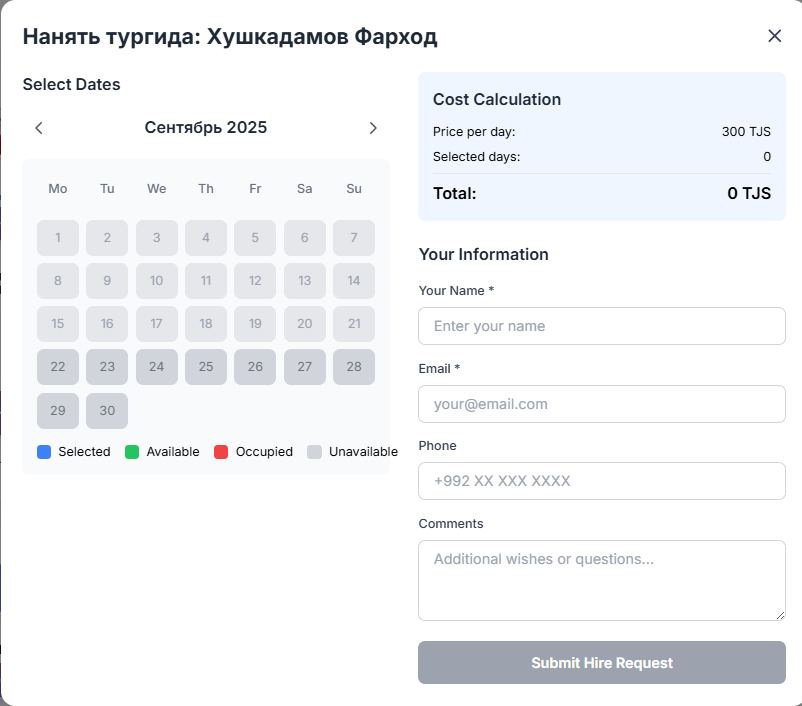 Нанять тургида: Хушкадамов Фарход
Select Dates
Сентябрь 2025
Mo Tu We Th Fr Sa Su
1 2 3 4 5 6 7
8 9 10 11 12 13 14
15 16 17 18 19 20 21
22 23 24 25 26 27 28
29 30
Selected Available Occupied Unavailable
Cost Calculation
Price per day: 300 TJS
Selected days: 0
Total: 0 TJS
Your Information
Your Name *
Enter your name
Email *
your@email.com
Phone
+992 XX XXX XXXX
Comments
Additional wishes or questions...
Submit Hire Request